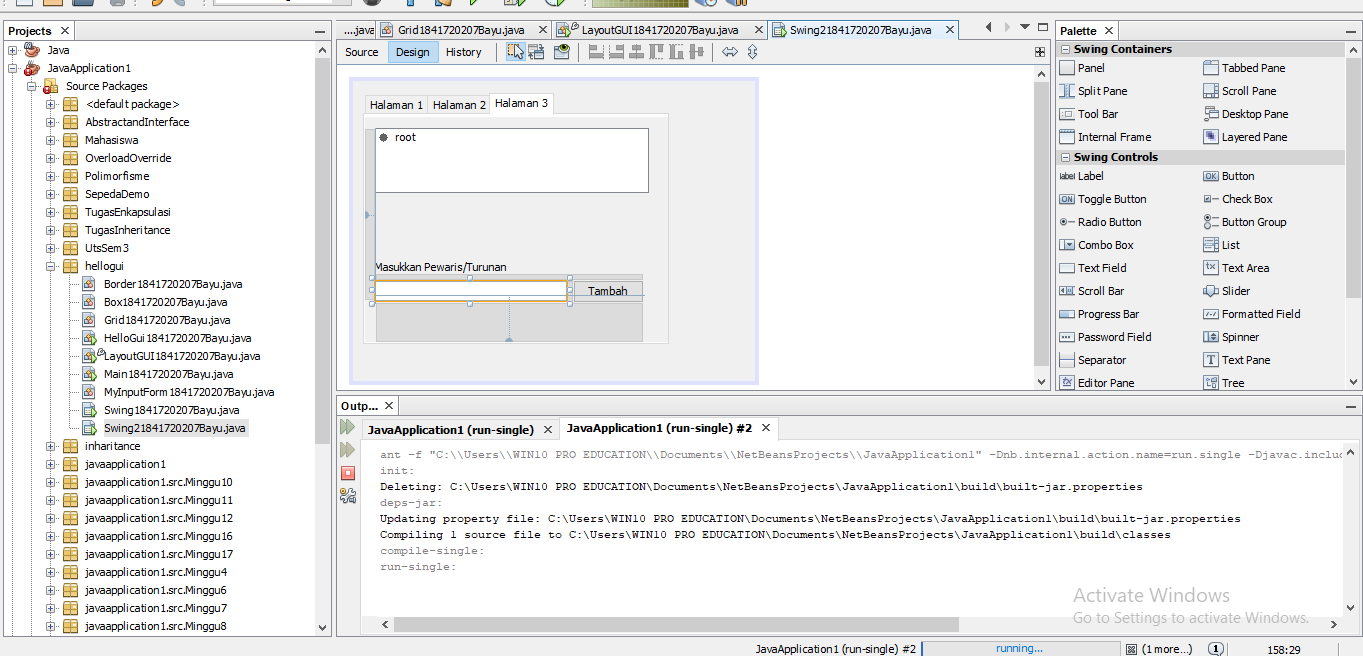 Projects
Java
JavaApplication1
Source Packages
<default package>
AbstractandInterface
Mahasiswa
OverloadOverride
Polimorfisme
SepedaDemo
TugasEnkapsulasi
TugasInheritance
UtsSem3
hellogui
Border1841720207Bayu.java
Box1841720207Bayu.java
Grid1841720207Bayu.java
HelloGui1841720207Bayu.java
LayoutGUI1841720207Bayu.java
Main1841720207Bayu.java
MyInputForm1841720207Bayu.java
Swing1841720207Bayu.java
Swing21841720207Bayu.java
inharitance
javaapplication1
javaapplication1.src.Minggu10
javaapplication1.src.Minggu11
javaapplication1.src.Minggu12
javaapplication1.src.Minggu16
javaapplication1.src.Minggu17
javaapplication1.src.Minggu4
javaapplication1.src.Minggu6
javaapplication1.src.Minggu7
javaapplication1.src.Minggu8
....java Grid1841720207Bayu.java LayoutGUI1841720207Bayu.java Swing21841720207Bayu.java
Source Design History
Halaman 1 Halaman 2 Halaman 3
root
Masukkan Pewaris/Turunan
Tambah
Palette
Swing Containers
Panel Tabbed Pane
Split Pane Scroll Pane
Tool Bar Desktop Pane
Internal Frame Layered Pane
Swing Controls
label Label OK Button
ON Toggle Button Check Box
Radio Button Button Group
Combo Box List
Text Field Text Area
Scroll Bar Slider
Progress Bar Formatted Field
Password Field Spinner
Separator T Text Pane
Editor Pane Tree
Outp...
JavaApplication1 (run-single) JavaApplication1 (run-single) #2
ant -f "C:\\Users\\WIN10 PRO EDUCATION\\Documents\\NetBeansProjects\\JavaApplication1" -Dnb.internal.action.name=run.single -Djavac.inclu
init:
Deleting: C:\Users\WIN10 PRO EDUCATION\Documents\NetBeansProjects\JavaApplication1\build\built-jar.properties
deps-jar:
Updating property file: C:\Users\WIN10 PRO EDUCATION\Documents\NetBeansProjects\JavaApplication1\build\built-jar.properties
Compiling 1 source file to C:\Users\WIN10 PRO EDUCATION\Documents\NetBeansProjects\JavaApplication1\build\classes
compile-single:
run-single:
Activate Windows
Go to Settings to activate Windows.
JavaApplication1 (run-single) #2 running... (1 more...) 1 158:29